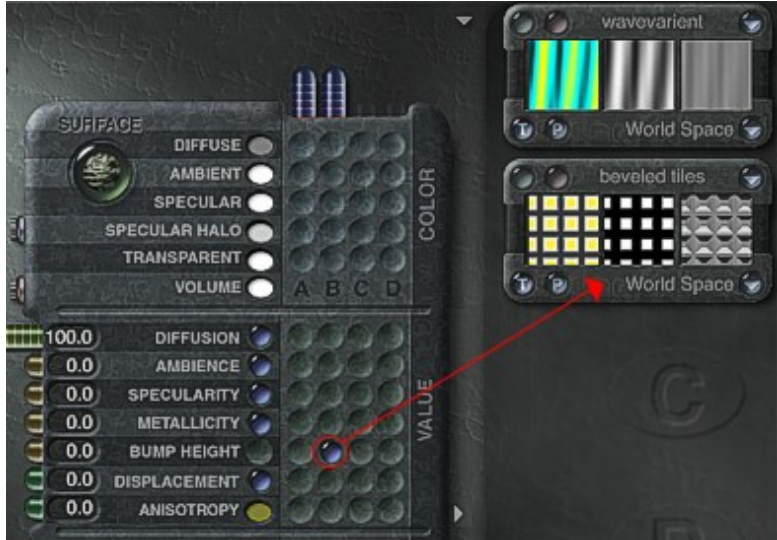 wavevarient
T P World Space
beveled tiles
T P World Space
SURFACE
DIFFUSE
AMBIENT
SPECULAR
SPECULAR HALO
TRANSPARENT
VOLUME
A B C D
COLOR
100.0 DIFFUSION
0.0 AMBIENCE
0.0 SPECULARITY
0.0 METALLICITY
0.0 BUMP HEIGHT
0.0 DISPLACEMENT
0.0 ANISOTROPY
VALUE
C